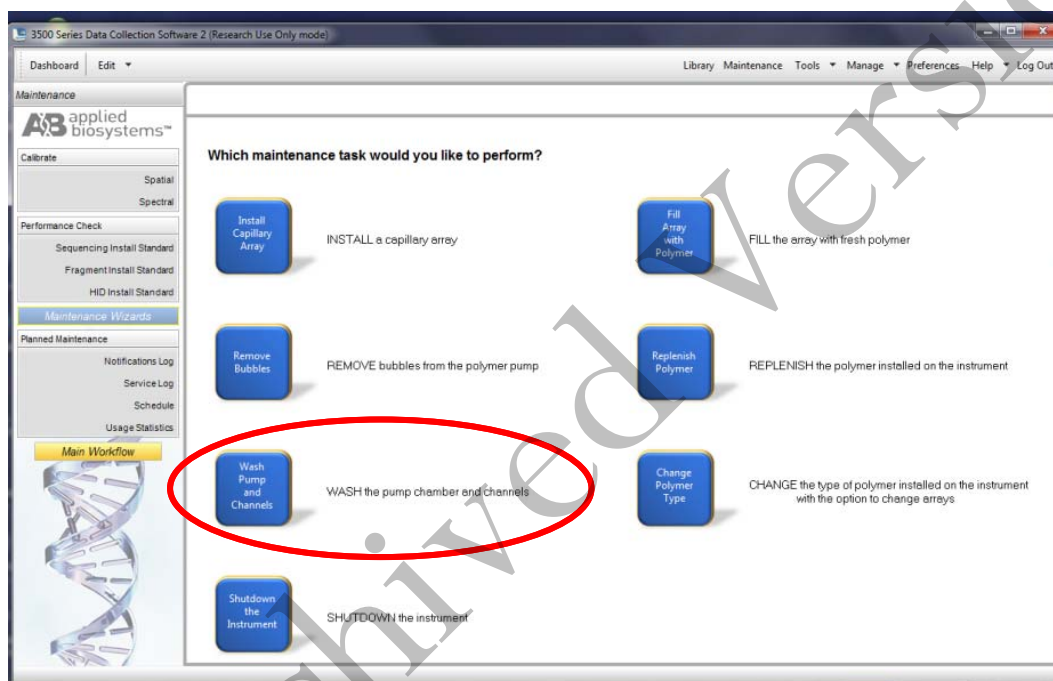 3500 Series Data Collection Software 2 (Research Use Only mode)
Dashboard Edit
Library Maintenance Tools Manage Preferences Help Log Out
Maintenance
AB applied
biosystems™
Calibrate
Spatial
Spectral
Performance Check
Sequencing Install Standard
Fragment Install Standard
HID Install Standard
Maintenance Wizards
Planned Maintenance
Notifications Log
Service Log
Schedule
Usage Statistics
Main Workflow
Which maintenance task would you like to perform?
Install
Capillary
Array
INSTALL a capillary array
Fill
Array
with
Polymer
FILL the array with fresh polymer
Remove
Bubbles
REMOVE bubbles from the polymer pump
Replenish
Polymer
REPLENISH the polymer installed on the instrument
Wash
Pump
and
Channels
WASH the pump chamber and channels
Change
Polymer
Type
CHANGE the type of polymer installed on the instrument
with the option to change arrays
Shutdown
the
Instrument
SHUTDOWN the instrument